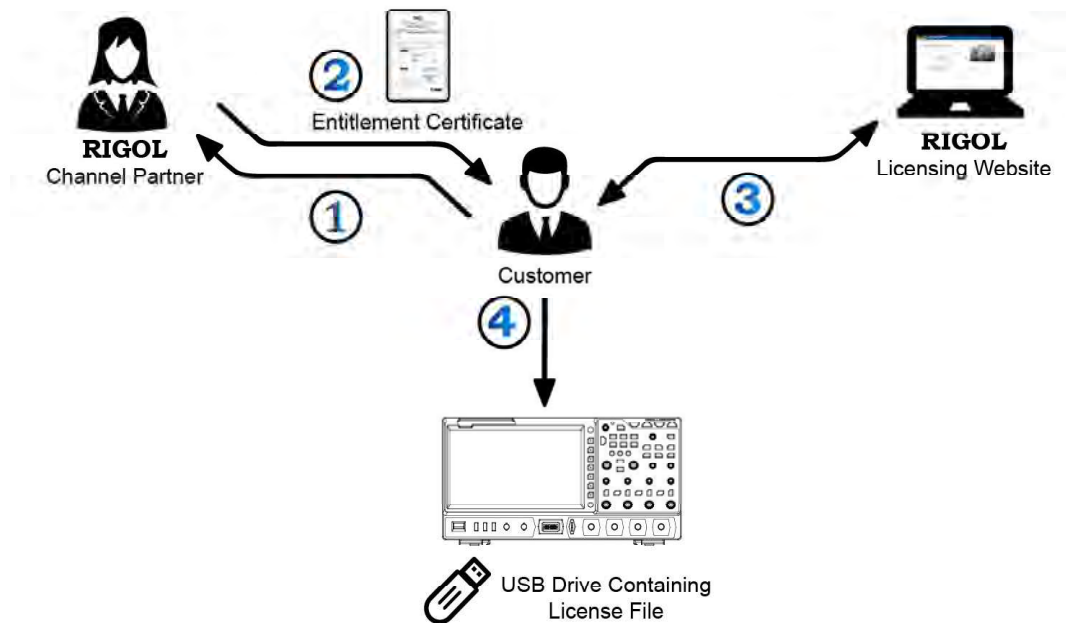 2
Entitlement Certificate
RIGOL
Channel Partner
1
RIGOL
Licensing Website
3
Customer
4
USB Drive Containing
License File